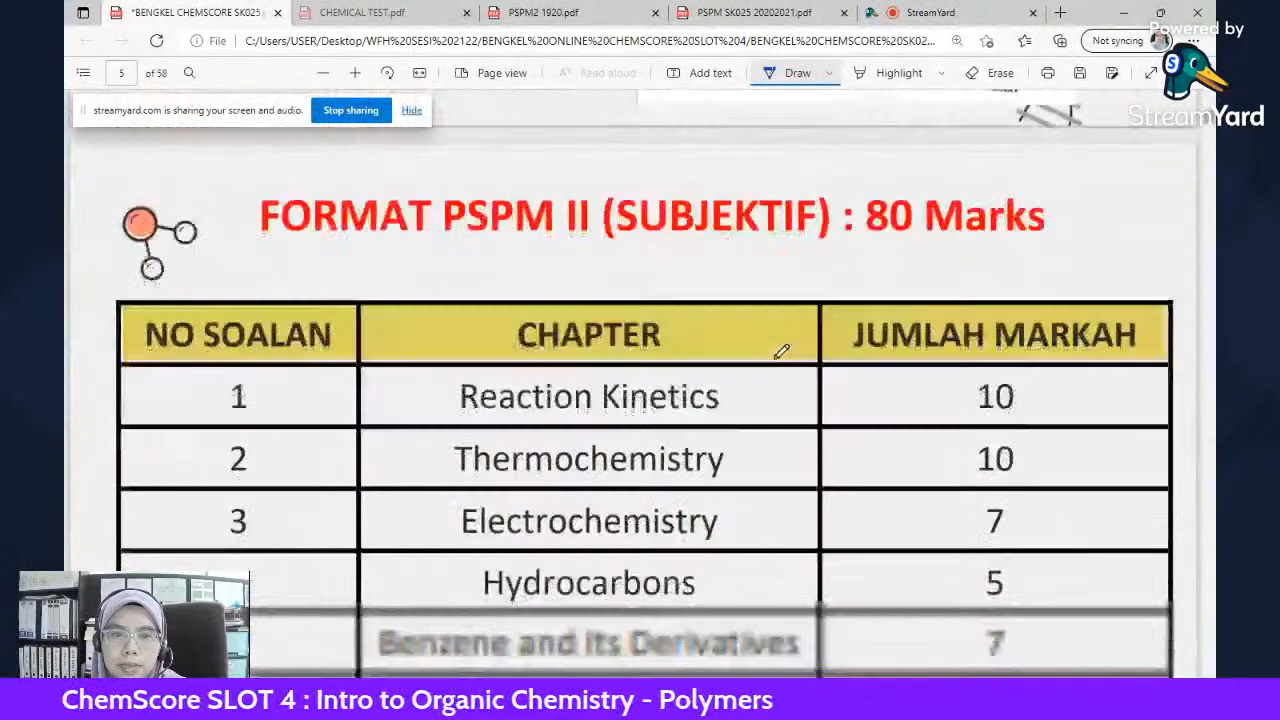 *BENGKEL CHEMSCORE SK025
CHEMICAL TEST.pdf
PSPM2 1920.pdf
PSPM SK025 20202021.pdf
StreamYard
File
C:/Users/USER/Desktop/WFH%20SESI%20... KEL%20ONLINE%20CHEMSCORE%20SLOT%204/BENGKEL%20CHEMSCORE%20SK02...
Not syncing
Powered by
StreamYard
5 of 58
Page view
Read aloud
Add text
Draw
Highlight
Erase
streamyard.com is sharing your screen and audio.
Stop sharing
Hide
FORMAT PSPM II (SUBJEKTIF) : 80 Marks
NO SOALAN CHAPTER JUMLAH MARKAH
1 Reaction Kinetics 10
2 Thermochemistry 10
3 Electrochemistry 7
Hydrocarbons 5
Benzene and Its Derivatives 7
ChemScore SLOT 4 : Intro to Organic Chemistry - Polymers